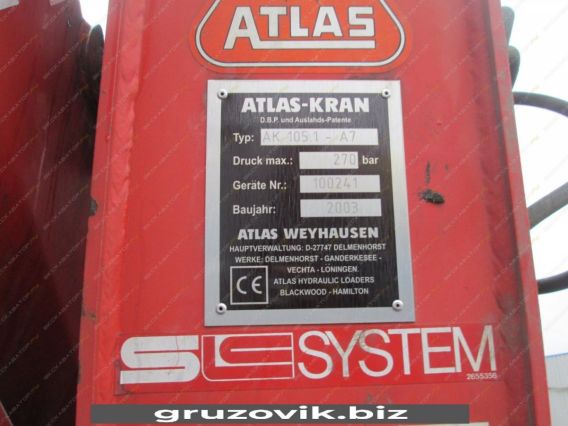 ATLAS
ATLAS-KRAN
D.B.P. und Auslands-Patente
Typ: AK 105.1 - A7
Druck max.: 270 bar
Geräte Nr.: 100241
Baujahr: 2003
ATLAS WEYHAUSEN
HAUPTVERWALTUNG: D-27747 DELMENHORST
WERKE: DELMENHORST - GANDERKESEE -
VECHTA - LÖNINGEN.
ATLAS HYDRAULIC LOADERS
BLACKWOOD - HAMILTON
CE
SLC SYSTEM
2655356
gruzovik.biz